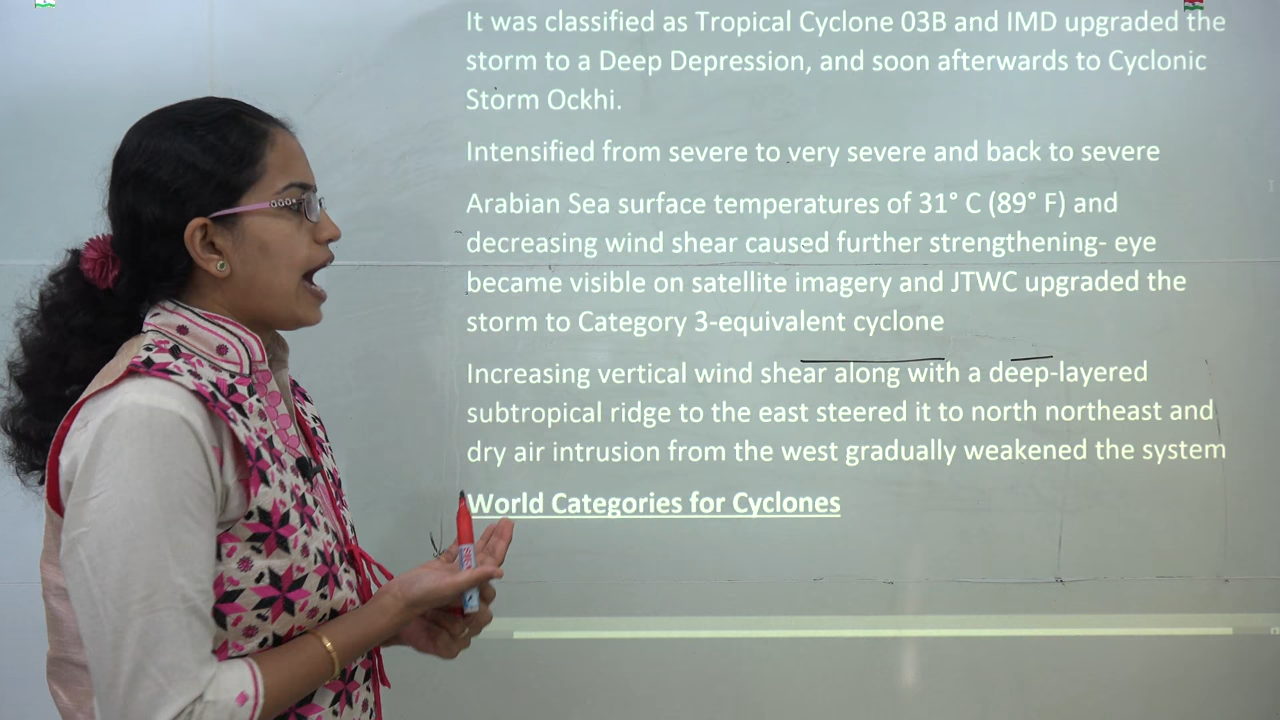 It was classified as Tropical Cyclone 03B and IMD upgraded the
storm to a Deep Depression, and soon afterwards to Cyclonic
Storm Ockhi.
Intensified from severe to very severe and back to severe
Arabian Sea surface temperatures of 31° C (89° F) and
decreasing wind shear caused further strengthening- eye
became visible on satellite imagery and JTWC upgraded the
storm to Category 3-equivalent cyclone
Increasing vertical wind shear along with a deep-layered
subtropical ridge to the east steered it to north northeast and
dry air intrusion from the west gradually weakened the system
World Categories for Cyclones